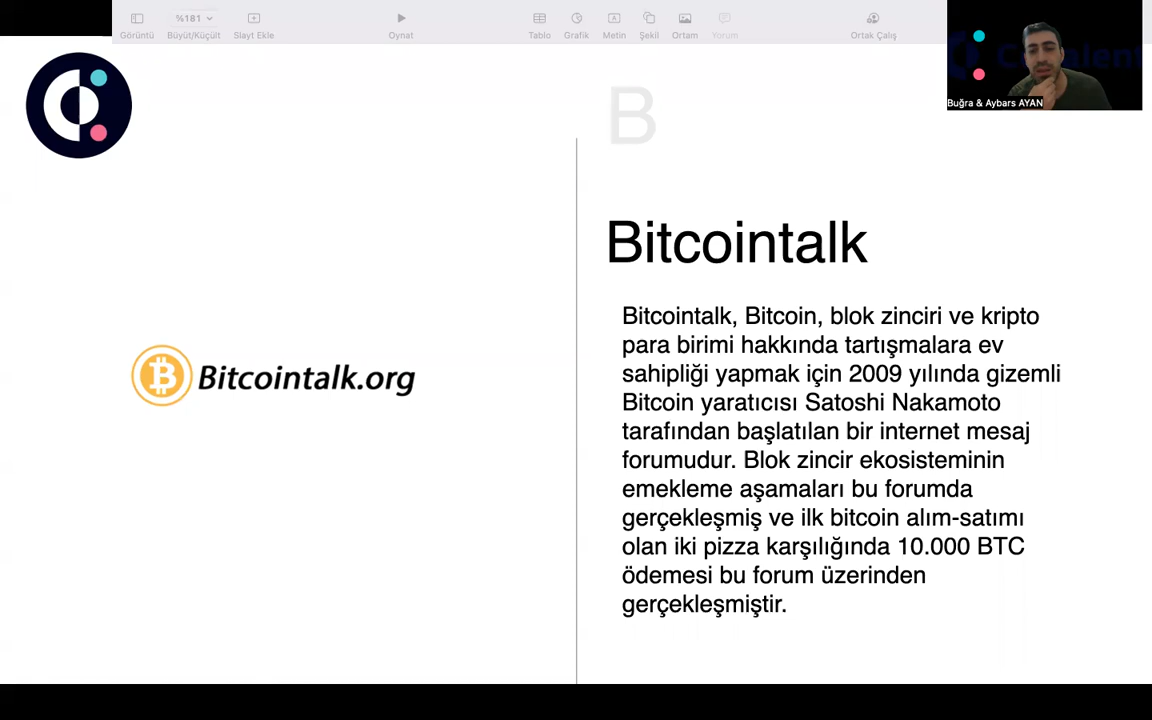 %181
Görüntü
Büyüt/Küçült
Slayt Ekle
Oynat
Tablo
Grafik
Metin
Şekil
Ortam
Yorum
Ortak Çalış
Buğra & Aybars AYAN
B
Bitcointalk
Bitcointalk.org
Bitcointalk, Bitcoin, blok zinciri ve kripto
para birimi hakkında tartışmalara ev
sahipliği yapmak için 2009 yılında gizemli
Bitcoin yaratıcısı Satoshi Nakamoto
tarafından başlatılan bir internet mesaj
forumudur. Blok zincir ekosisteminin
emekleme aşamaları bu forumda
gerçekleşmiş ve ilk bitcoin alım-satımı
olan iki pizza karşılığında 10.000 BTC
ödemesi bu forum üzerinden
gerçekleşmiştir.